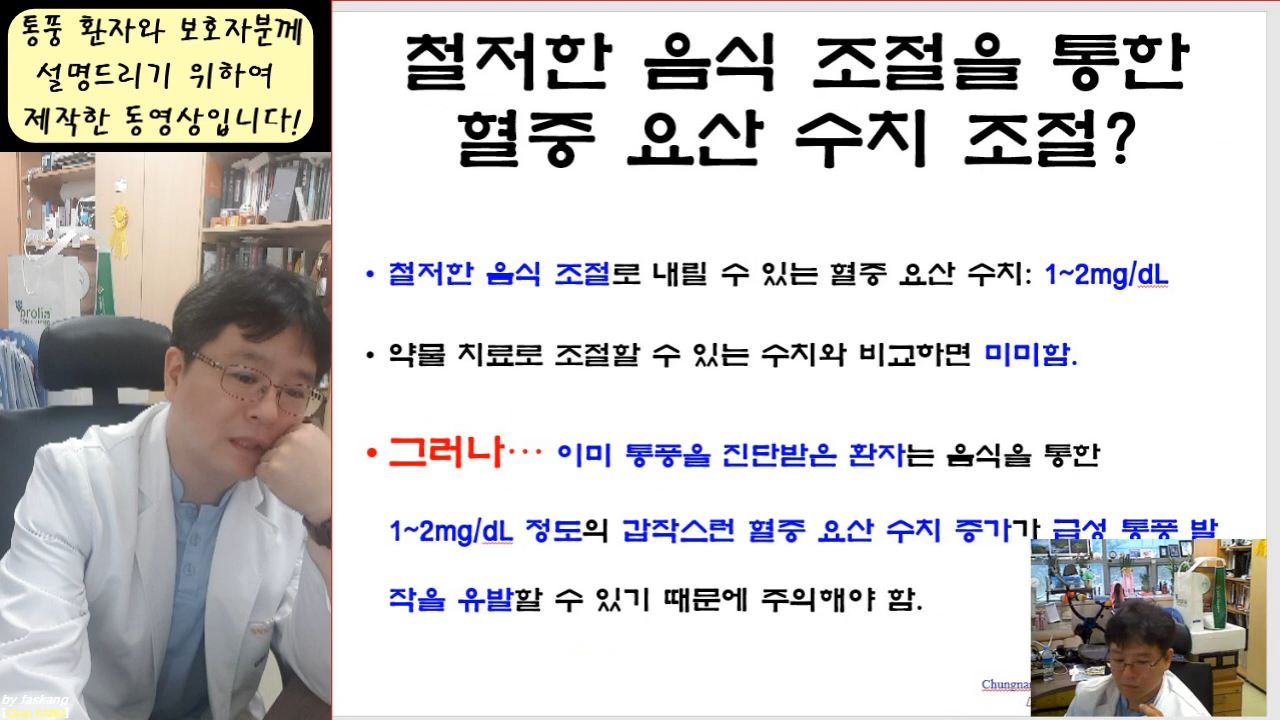 통풍 환자와 보호자분께
설명드리기 위하여
제작한 동영상입니다!
철저한 음식 조절을 통한
혈중 요산 수치 조절?
• 철저한 음식 조절로 내릴 수 있는 혈중 요산 수치: 1~2mg/dL
• 약물 치료로 조절할 수 있는 수치와 비교하면 미미함.
• 그러나… 이미 통풍을 진단받은 환자는 음식을 통한
1~2mg/dL 정도의 갑작스런 혈중 요산 수치 증가가 급성 통풍 발
작을 유발할 수 있기 때문에 주의해야 함.
prolia
by faskang